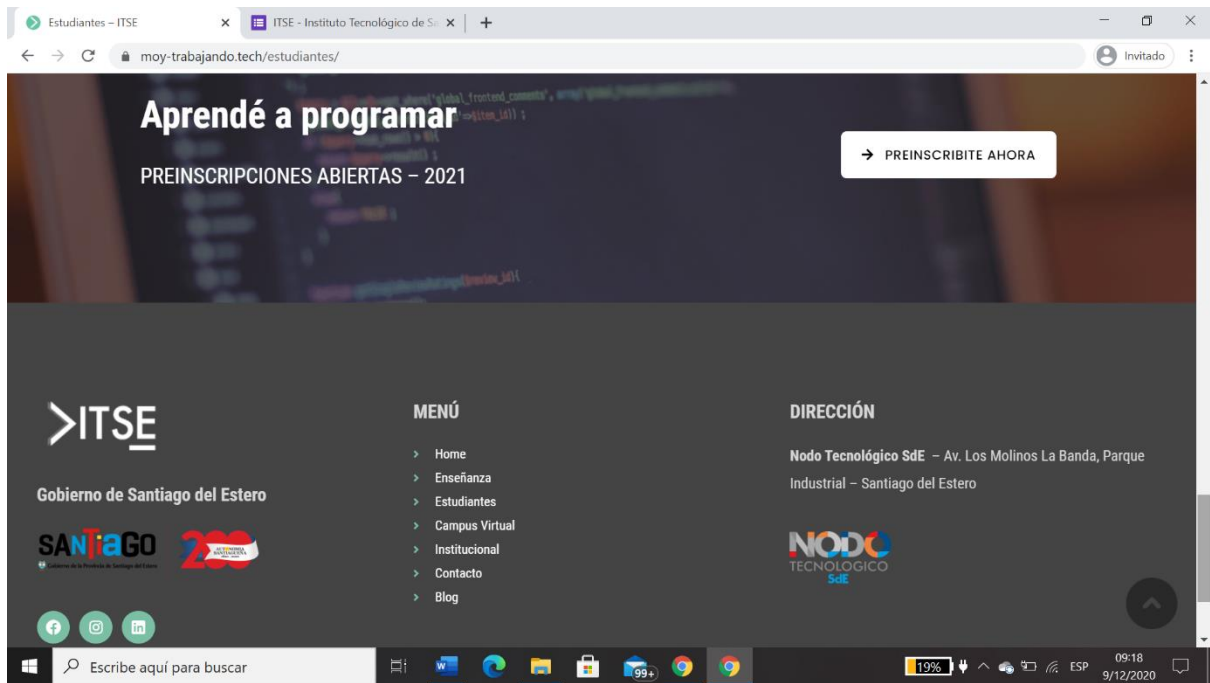 Estudiantes – ITSE
ITSE - Instituto Tecnológico de Sa
moy-trabajando.tech/estudiantes/
Invitado
Aprendé a programar
PREINSCRIPCIONES ABIERTAS – 2021
PREINSCRIBITE AHORA
>ITSE
Gobierno de Santiago del Estero
SANTiaGO
200
MENÚ
Home
Enseñanza
Estudiantes
Campus Virtual
Institucional
Contacto
Blog
DIRECCIÓN
Nodo Tecnológico SdE – Av. Los Molinos La Banda, Parque
Industrial – Santiago del Estero
NODO
TECNOLOGICO
SdE
Escribe aquí para buscar
99+
19%
ESP
09:18
9/12/2020